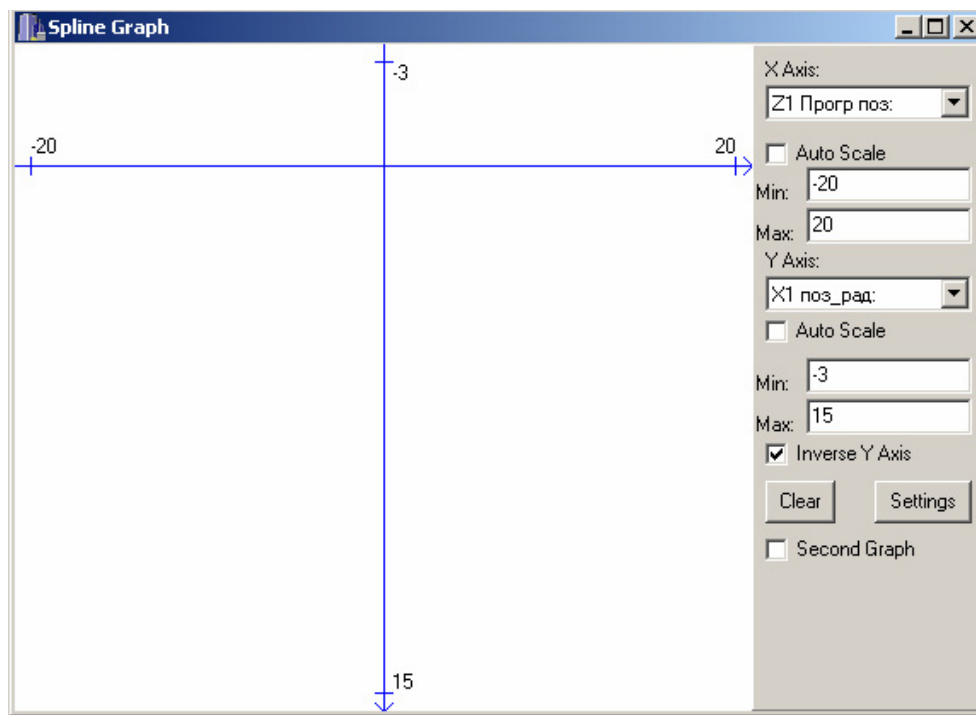 Spline Graph
-3
-20
20
15
X Axis:
Z1 Прогр поз:
Auto Scale
Min: -20
Max: 20
Y Axis:
X1 поз_рад:
Auto Scale
Min: -3
Max: 15
Inverse Y Axis
Clear Settings
Second Graph